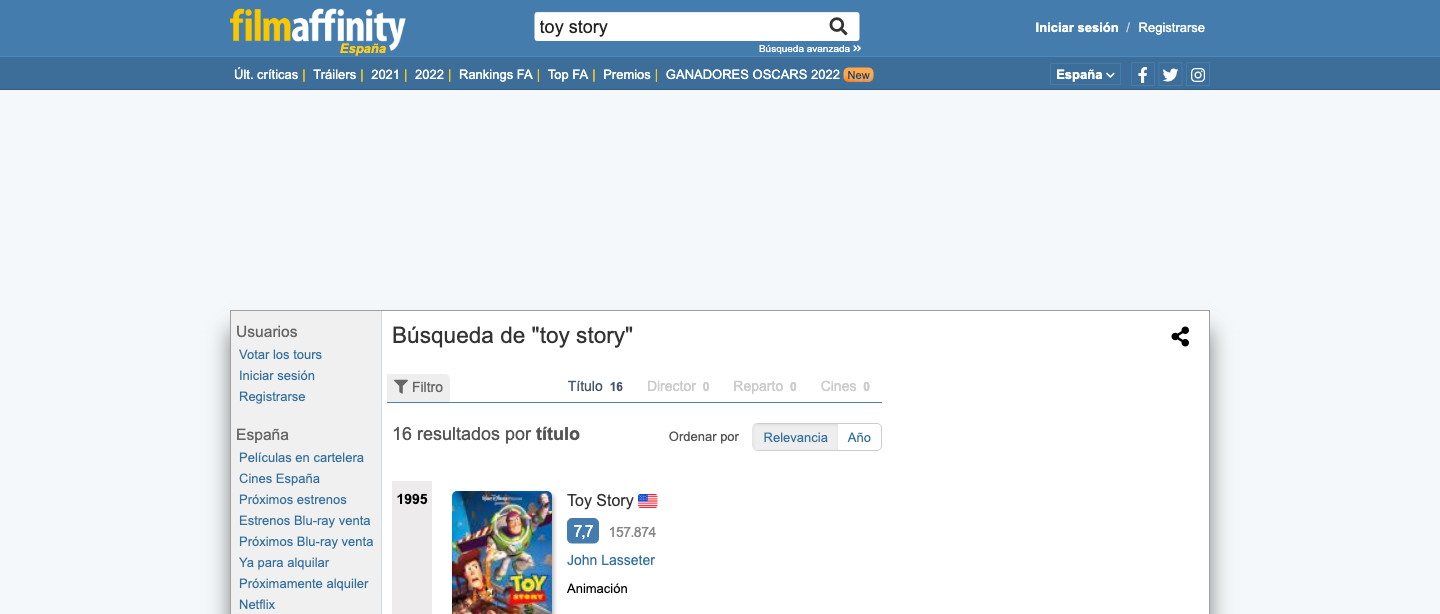 filmaffinity
España
toy story
Búsqueda avanzada
Iniciar sesión / Registrarse
Últ. críticas | Tráilers | 2021 | 2022 | Rankings FA | Top FA | Premios | GANADORES OSCARS 2022 New
España
Usuarios
Votar los tours
Iniciar sesión
Registrarse
España
Películas en cartelera
Cines España
Próximos estrenos
Estrenos Blu-ray venta
Próximos Blu-ray venta
Ya para alquilar
Próximamente alquiler
Netflix
Búsqueda de "toy story"
Filtro
Título 16 Director 0 Reparto 0 Cines 0
16 resultados por título
Ordenar por Relevancia Año
1995
TOY
STORY
Toy Story
7,7 157.874
John Lasseter
Animación